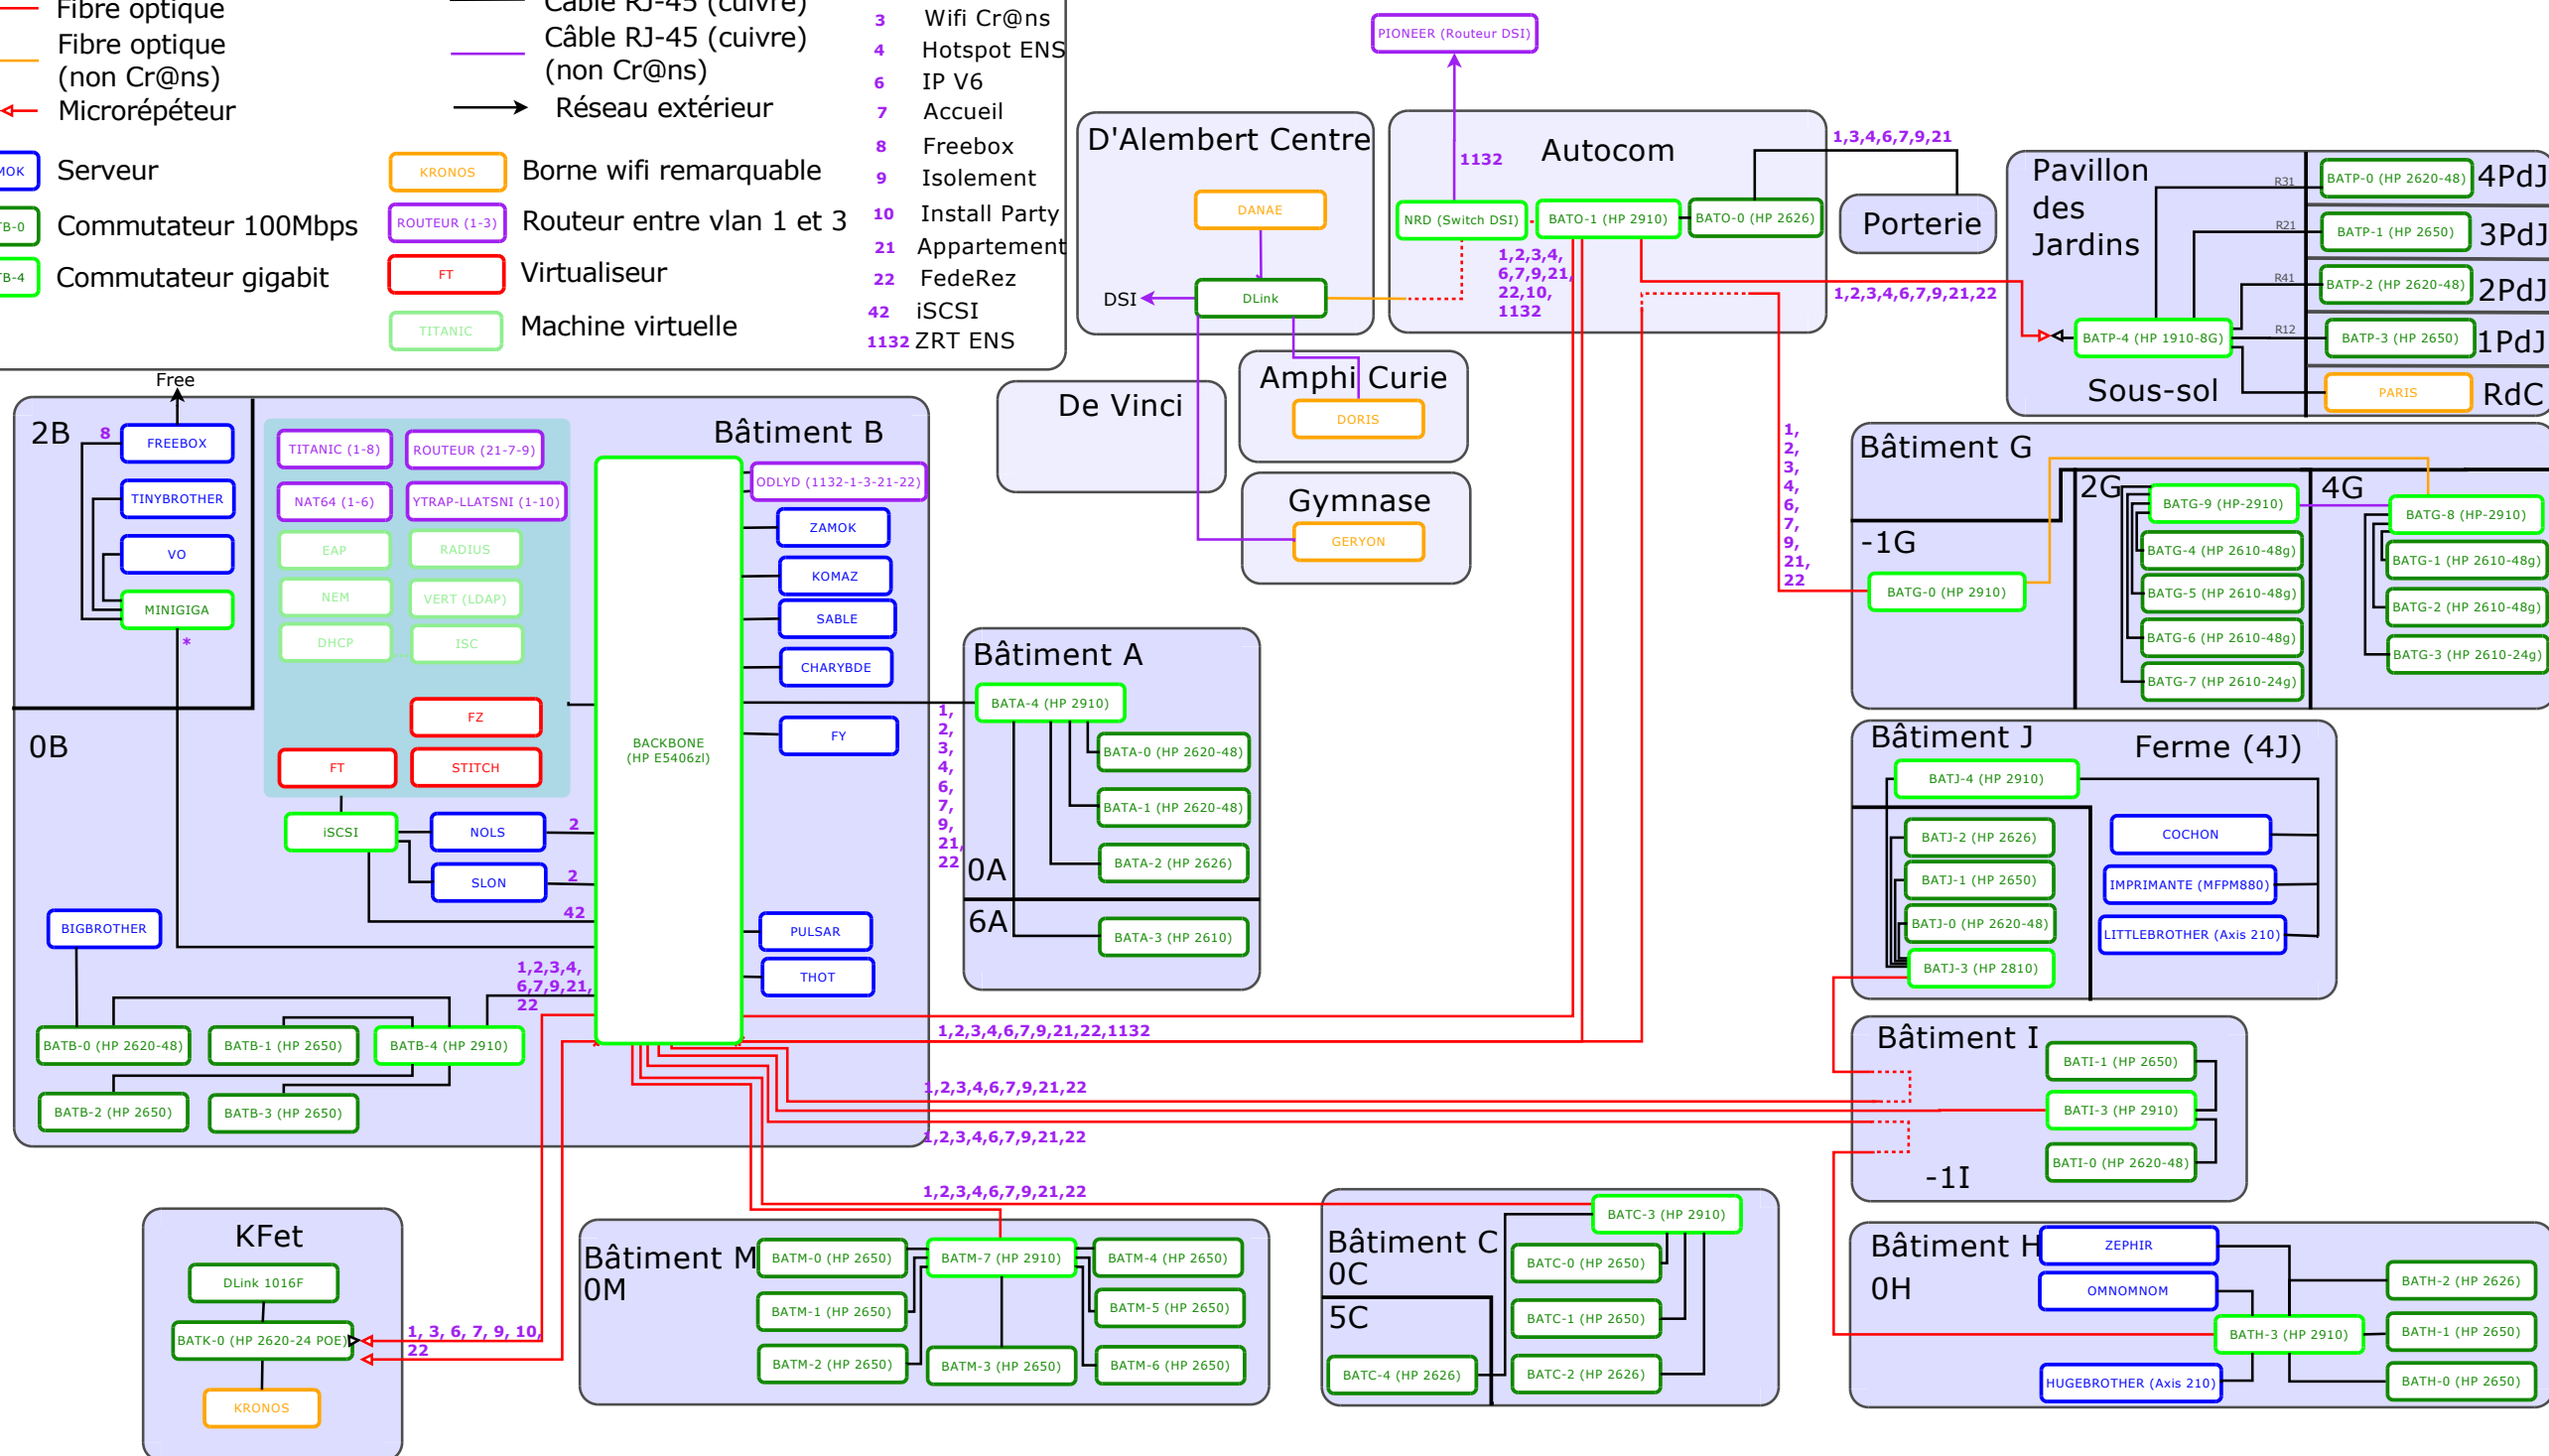 Fibre optique
Fibre optique
(non Cr@ns)
Microrépéteur
Câble RJ-45 (cuivre)
Câble RJ-45 (cuivre)
(non Cr@ns)
Réseau extérieur
Serveur
Commutateur 100Mbps
TB-0
Commutateur gigabit
TB-4
KRONOS
Borne wifi remarquable
ROUTEUR (1-3)
Routeur entre vlan 1 et 3
FT
Virtualiseur
TITANIC
Machine virtuelle
3 Wifi Cr@ns
4 Hotspot ENS
6 IP V6
7 Accueil
8 Freebox
9 Isolement
10 Install Party
21 Appartement
22 FedeRez
42 iSCSI
1132 ZRT ENS
PIONEER (Routeur DSI)
1132
D'Alembert Centre
DANAE
DLink
DSI
Autocom
NRD (Switch DSI)
BATO-1 (HP 2910)
BATO-0 (HP 2626)
1,2,3,4,
6,7,9,21,
22,10,
1132
1,3,4,6,7,9,21
Porterie
1,2,3,4,6,7,9,21,22
Pavillon
des
Jardins
R31
BATP-0 (HP 2620-48)
4PdJ
R21
BATP-1 (HP 2650)
3PdJ
R41
BATP-2 (HP 2620-48)
2PdJ
BATP-4 (HP 1910-8G)
R12
BATP-3 (HP 2650)
1PdJ
Sous-sol
PARIS
RdC
De Vinci
Amphi Curie
DORIS
Gymnase
GERYON
Free
2B
8
FREEBOX
TINYBROTHER
VO
MINIGIGA
*
Bâtiment B
TITANIC (1-8)
ROUTEUR (21-7-9)
NAT64 (1-6)
YTRAP-LLATSNI (1-10)
EAP
RADIUS
NEM
VERT (LDAP)
DHCP
ISC
FZ
FT
STITCH
0B
iSCSI
NOLS
2
SLON
2
42
BIGBROTHER
1,2,3,4,
6,7,9,21,
22
BATB-0 (HP 2620-48)
BATB-1 (HP 2650)
BATB-4 (HP 2910)
BATB-2 (HP 2650)
BATB-3 (HP 2650)
BACKBONE
(HP E5406zl)
ODLYD (1132-1-3-21-22)
ZAMOK
KOMAZ
SABLE
CHARYBDE
FY
PULSAR
THOT
Bâtiment A
1,
2,
3,
4,
6,
7,
9,
21,
22
BATA-4 (HP 2910)
BATA-0 (HP 2620-48)
BATA-1 (HP 2620-48)
BATA-2 (HP 2626)
0A
6A
BATA-3 (HP 2610)
1,2,3,4,6,7,9,21,22,1132
1,2,3,4,6,7,9,21,22
1,2,3,4,6,7,9,21,22
1,2,3,4,6,7,9,21,22
1,
2,
3,
4,
6,
7,
9,
21,
22
Bâtiment G
-1G
BATG-0 (HP 2910)
2G
BATG-9 (HP-2910)
BATG-4 (HP 2610-48g)
BATG-5 (HP 2610-48g)
BATG-6 (HP 2610-48g)
BATG-7 (HP 2610-24g)
4G
BATG-8 (HP-2910)
BATG-1 (HP 2610-48g)
BATG-2 (HP 2610-48g)
BATG-3 (HP 2610-24g)
Bâtiment J
Ferme (4J)
BATJ-4 (HP 2910)
BATJ-2 (HP 2626)
BATJ-1 (HP 2650)
BATJ-0 (HP 2620-48)
BATJ-3 (HP 2810)
COCHON
IMPRIMANTE (MFPM880)
LITTLEBROTHER (Axis 210)
Bâtiment I
BATI-1 (HP 2650)
BATI-3 (HP 2910)
BATI-0 (HP 2620-48)
-1I
Bâtiment H
0H
ZEPHIR
OMNOMNOM
BATH-3 (HP 2910)
HUGEBROTHER (Axis 210)
BATH-2 (HP 2626)
BATH-1 (HP 2650)
BATH-0 (HP 2650)
KFet
DLink 1016F
BATK-0 (HP 2620-24 POE)
KRONOS
1, 3, 6, 7, 9, 10,
22
Bâtiment M
0M
BATM-0 (HP 2650)
BATM-7 (HP 2910)
BATM-4 (HP 2650)
BATM-1 (HP 2650)
BATM-5 (HP 2650)
BATM-2 (HP 2650)
BATM-3 (HP 2650)
BATM-6 (HP 2650)
Bâtiment C
0C
5C
BATC-3 (HP 2910)
BATC-0 (HP 2650)
BATC-1 (HP 2650)
BATC-4 (HP 2626)
BATC-2 (HP 2626)